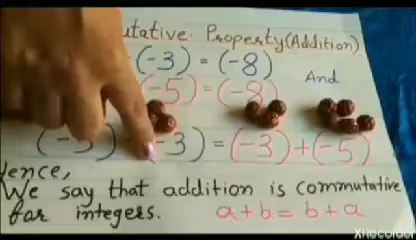 utative Property(Addition)
(-3) = (-8)
And
(-5) = (-8)
-3) = (-3)+(-5)
Hence,
We say that addition is commutative
for integers. a+b = b+a
XRecorder